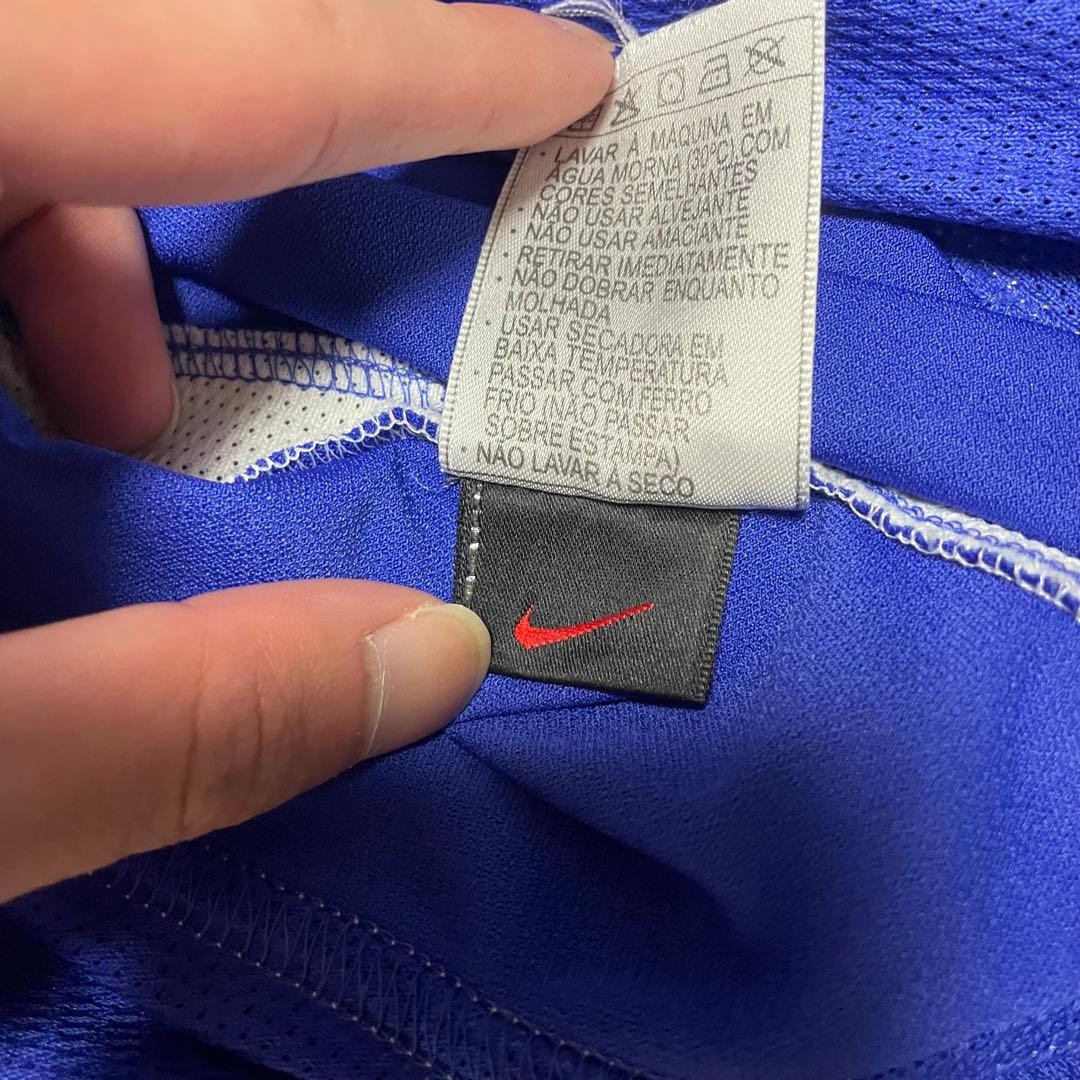 · LAVAR À MAQUINA EM
ÁGUA MORNA (30°C) COM
CORES SEMELHANTES
· NÃO USAR ALVEJANTE
· NÃO USAR AMACIANTE
· RETIRAR IMEDIATAMENTE
· NÃO DOBRAR ENQUANTO
MOLHADA
· USAR SECADORA EM
BAIXA TEMPERATURA
PASSAR COM FERRO
FRIO (NÃO PASSAR
SOBRE ESTAMPA)
· NÃO LAVAR À SECO